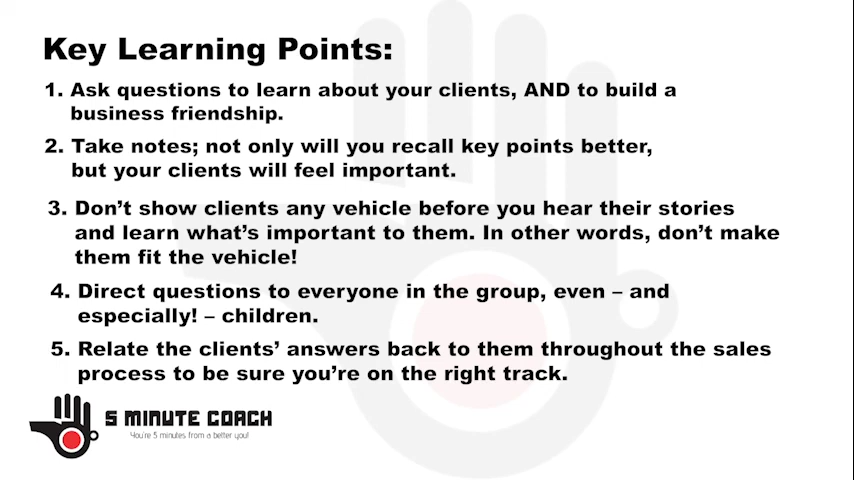 Key Learning Points:
1. Ask questions to learn about your clients, AND to build a
business friendship.
2. Take notes; not only will you recall key points better,
but your clients will feel important.
3. Don’t show clients any vehicle before you hear their stories
and learn what’s important to them. In other words, don’t make
them fit the vehicle!
4. Direct questions to everyone in the group, even – and
especially! – children.
5. Relate the clients’ answers back to them throughout the sales
process to be sure you’re on the right track.
5 MINUTE COACH
You're 5 minutes from a better you!